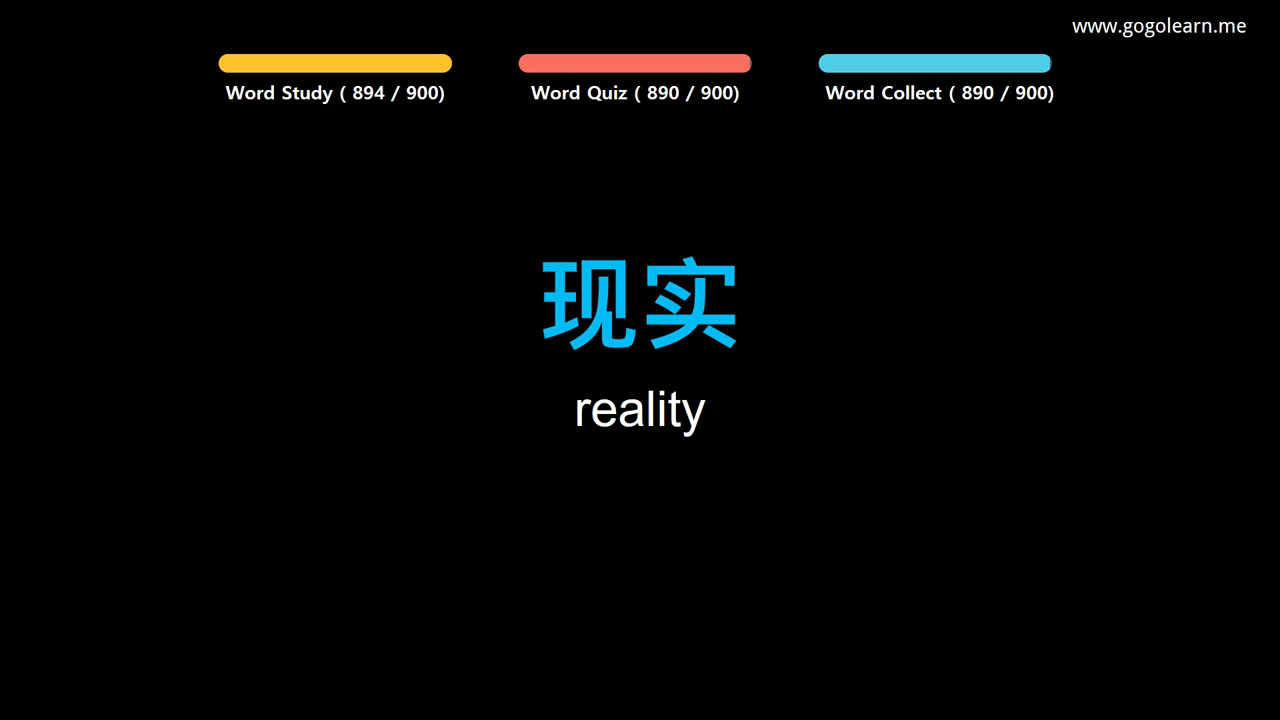 www.gogolearn.me
Word Study ( 894 / 900)
Word Quiz ( 890 / 900)
Word Collect ( 890 / 900)
现实
reality